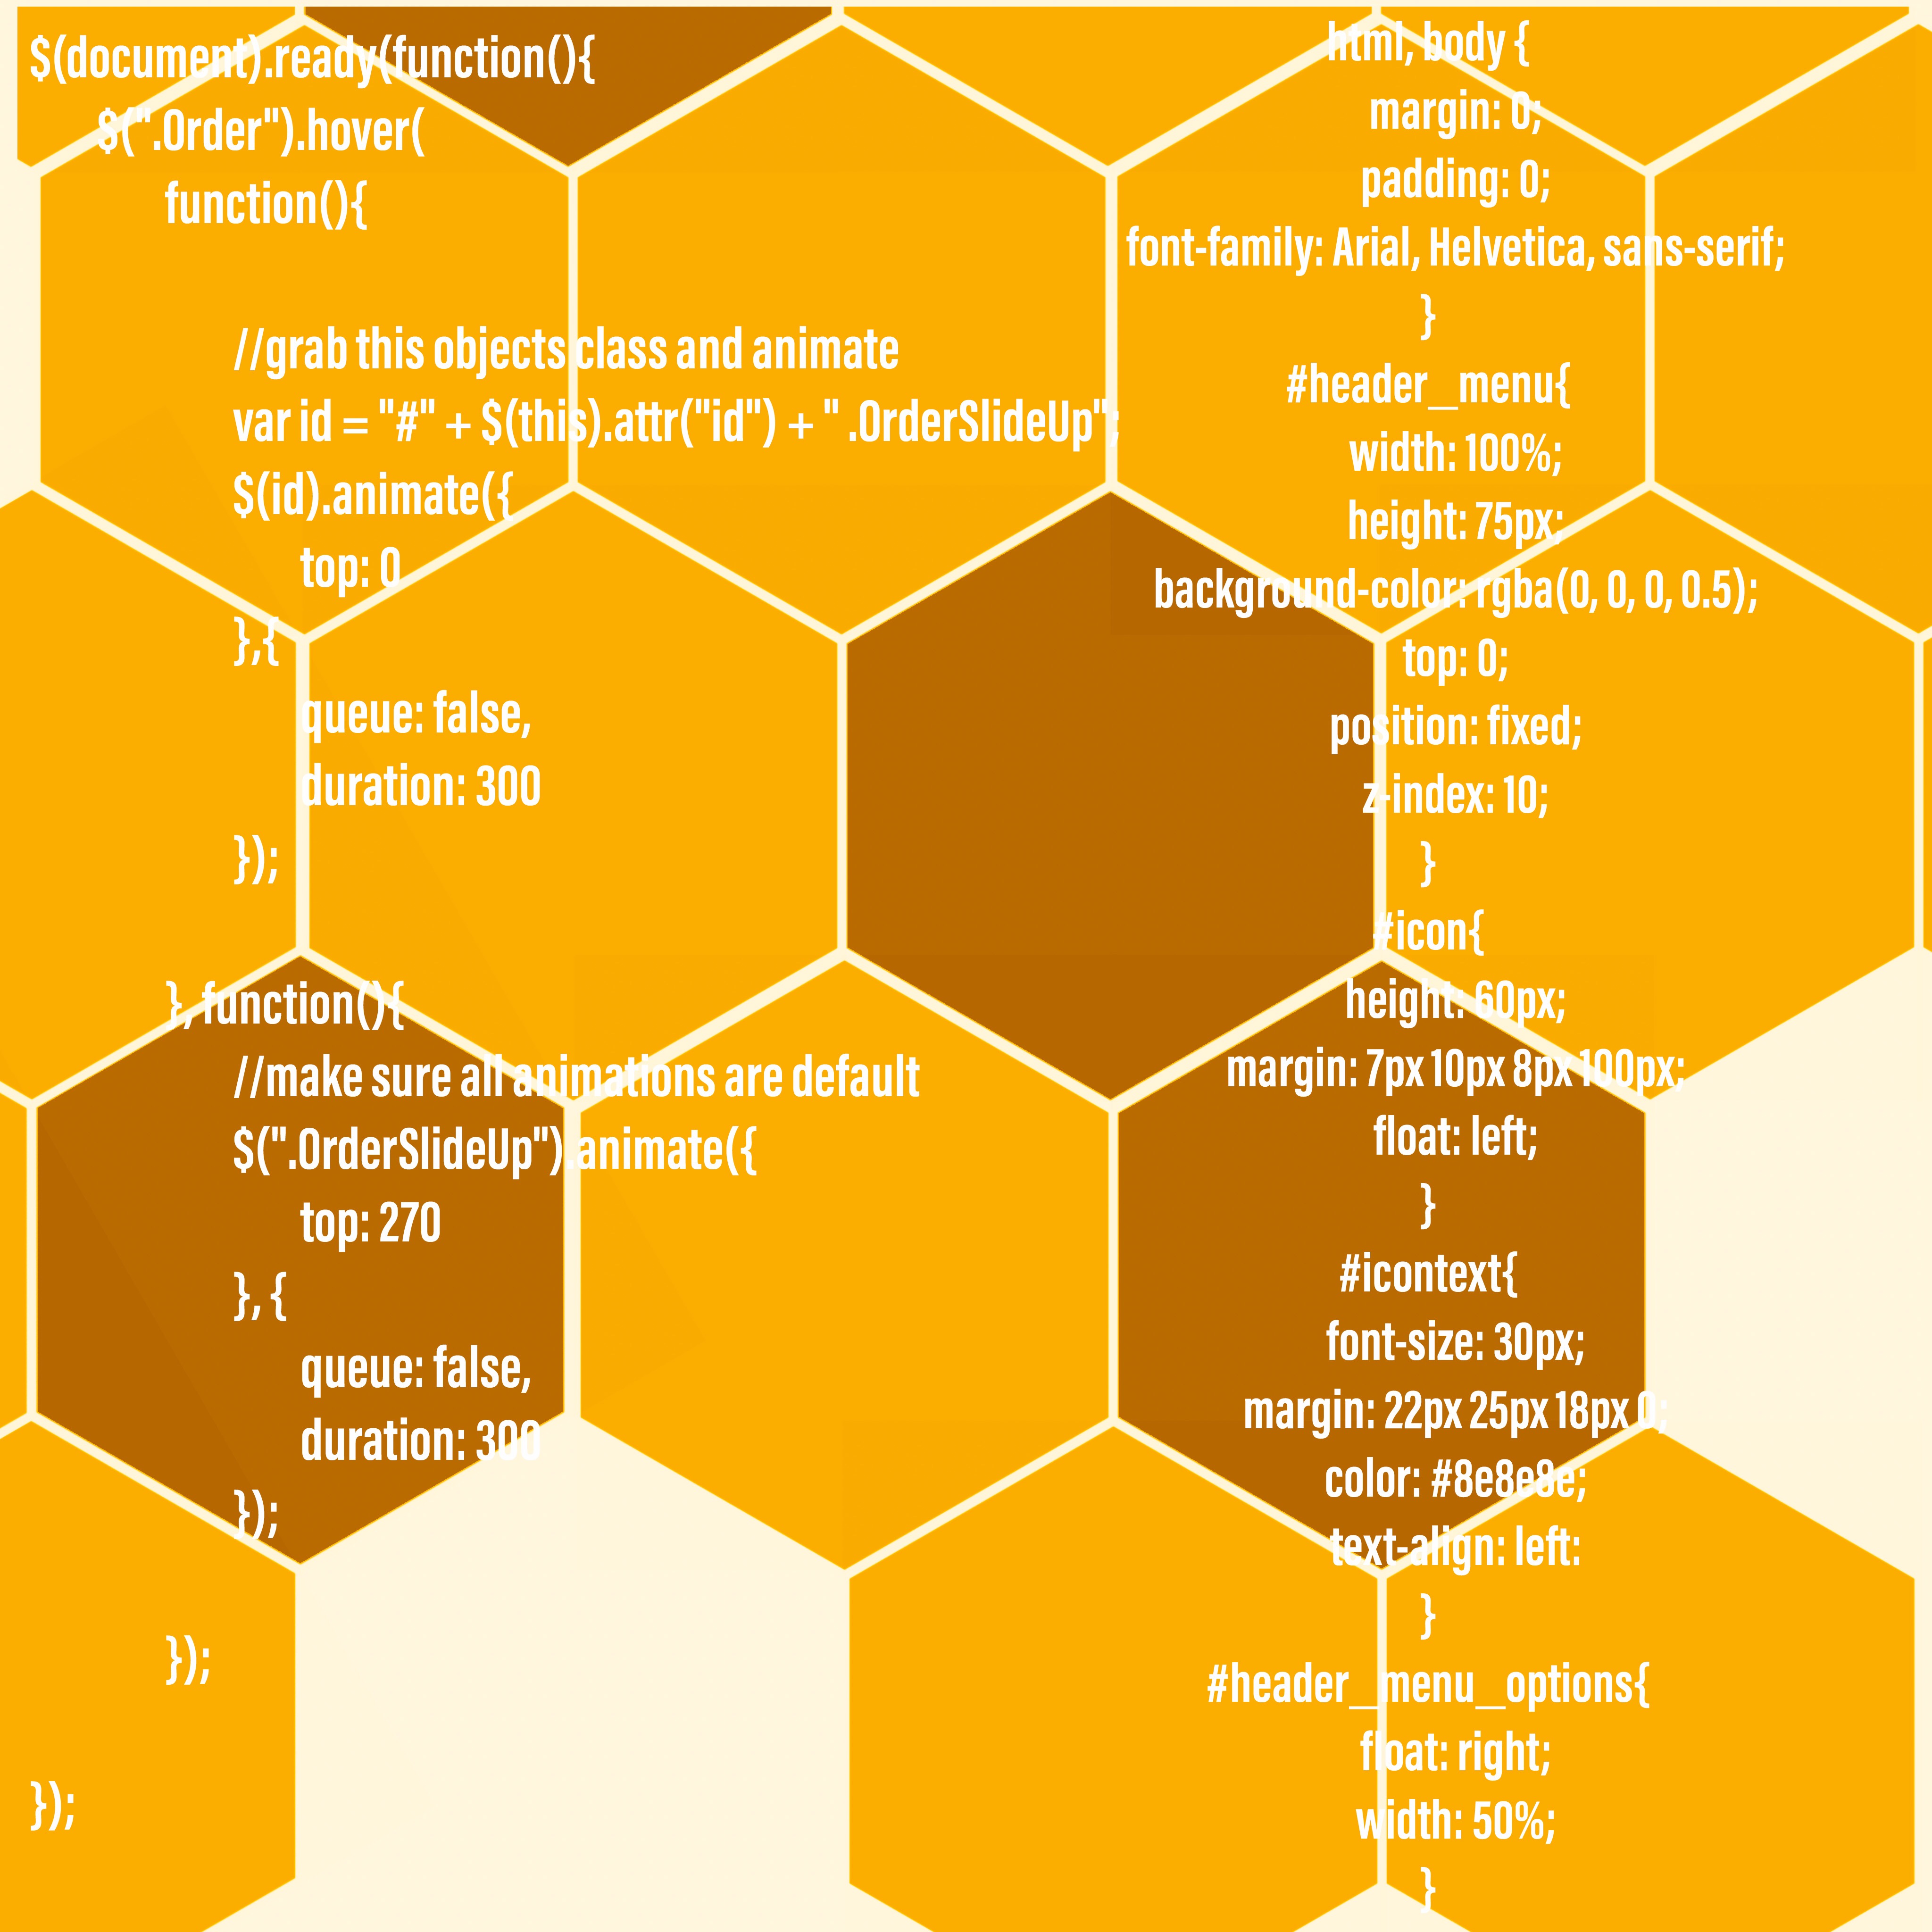 $(document).ready(function(){
$(".Order").hover(
function(){
//grab this objects class and animate
var id = "#" + $(this).attr("id") + " .OrderSlideUp";
$(id).animate({
top: 0
},{
queue: false,
duration: 300
});
}, function(){
//make sure all animations are default
$(".OrderSlideUp").animate({
top: 270
}, {
queue: false,
duration: 300
});
});
});
html, body {
margin: 0;
padding: 0;
font-family: Arial, Helvetica, sans-serif;
}
#header_menu{
width: 100%;
height: 75px;
background-color: rgba(0, 0, 0, 0.5);
top: 0;
position: fixed;
z-index: 10;
}
#icon{
height: 60px;
margin: 7px 10px 8px 100px;
float: left;
}
#icontext{
font-size: 30px;
margin: 22px 25px 18px 0;
color: #8e8e8e;
text-align: left:
}
#header_menu_options{
float: right;
width: 50%;
}